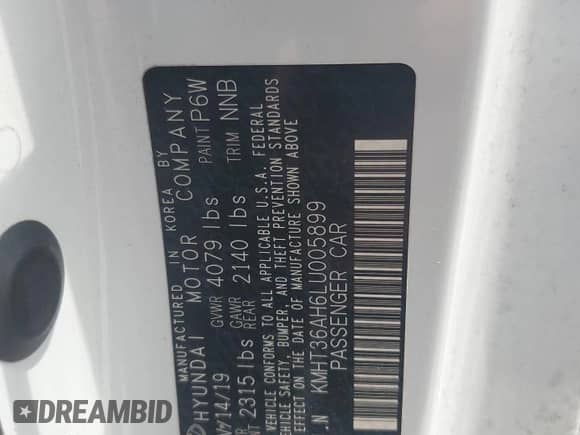 MANUFACTURED IN KOREA BY
HYUNDAI MOTOR COMPANY
/14/19 GVWR 4079 lbs PAINT P6W
2315 lbs GAWR REAR 2140 lbs TRIM NNB
VEHICLE CONFORMS TO ALL APPLICABLE U.S.A. FEDERAL
VEHICLE SAFETY, BUMPER, AND THEFT PREVENTION STANDARDS
EFFECT ON THE DATE OF MANUFACTURE SHOWN ABOVE
.N KMHT36AH6LU005899
PASSENGER CAR
DREAMBID